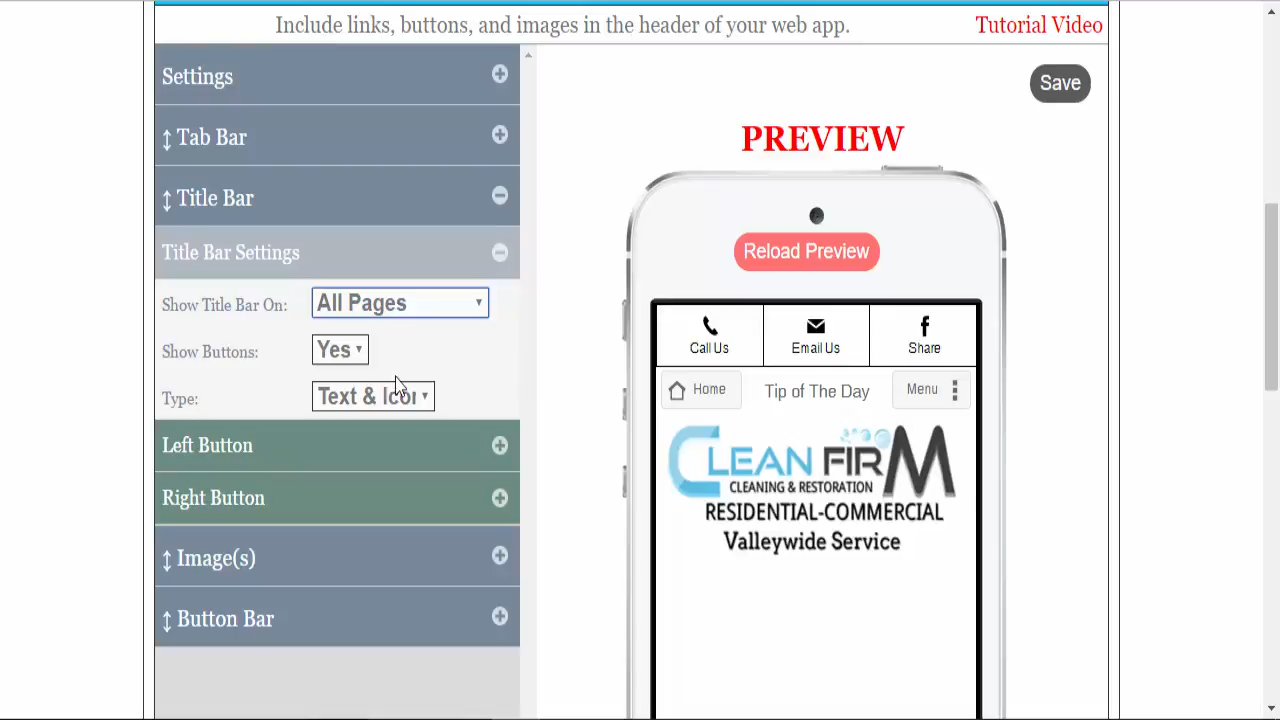 Include links, buttons, and images in the header of your web app.
Tutorial Video
Settings
Tab Bar
Title Bar
Title Bar Settings
Show Title Bar On: All Pages
Show Buttons: Yes
Type: Text & Icon
Left Button
Right Button
Image(s)
Button Bar
Save
PREVIEW
Reload Preview
Call Us Email Us Share
Home Tip of The Day Menu
CLEAN FIRM
CLEANING & RESTORATION
RESIDENTIAL-COMMERCIAL
Valleywide Service